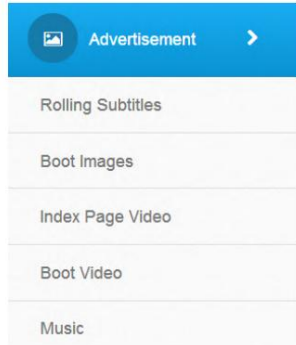 Advertisement
Rolling Subtitles
Boot Images
Index Page Video
Boot Video
Music